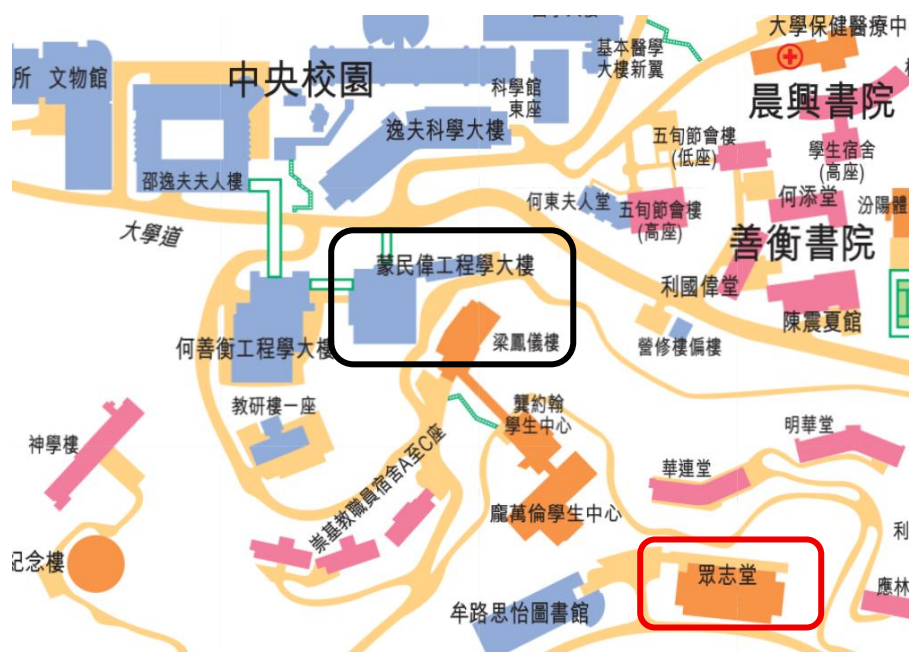 大學保健醫療中
所 文物館
中央校園
基本醫學
大樓新翼
科學館
東座
晨興書院
逸夫科學大樓
五旬節會樓
(低座)
學生宿舍
(高座)
邵逸夫夫人樓
何東夫人堂
五旬節會樓
(高座)
何添堂
汾陽體
大學道
善衡書院
蒙民偉工程學大樓
利國偉堂
陳震夏館
何善衡工程學大樓
梁鳳儀樓
營修樓偏樓
教研樓一座
龔約翰
學生中心
神學樓
明華堂
崇基教職員宿舍A至C座
華連堂
龐萬倫學生中心
利
紀念樓
眾志堂
應林
牟路思怡圖書館